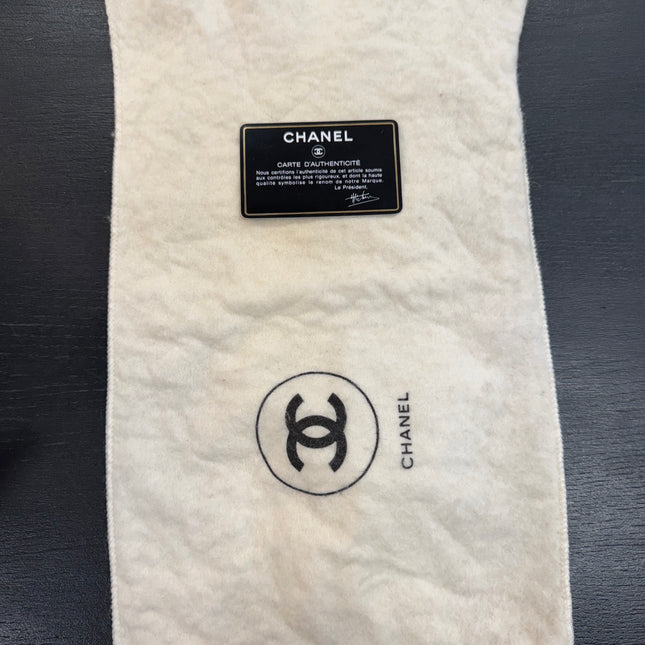 CHANEL
CARTE D'AUTHENTICITÉ
Nous certifions l'authenticité de cet article soumis
aux contrôles les plus rigoureux, et dont la haute
qualité symbolise le renom de notre Marque.
Le Président.
CHANEL